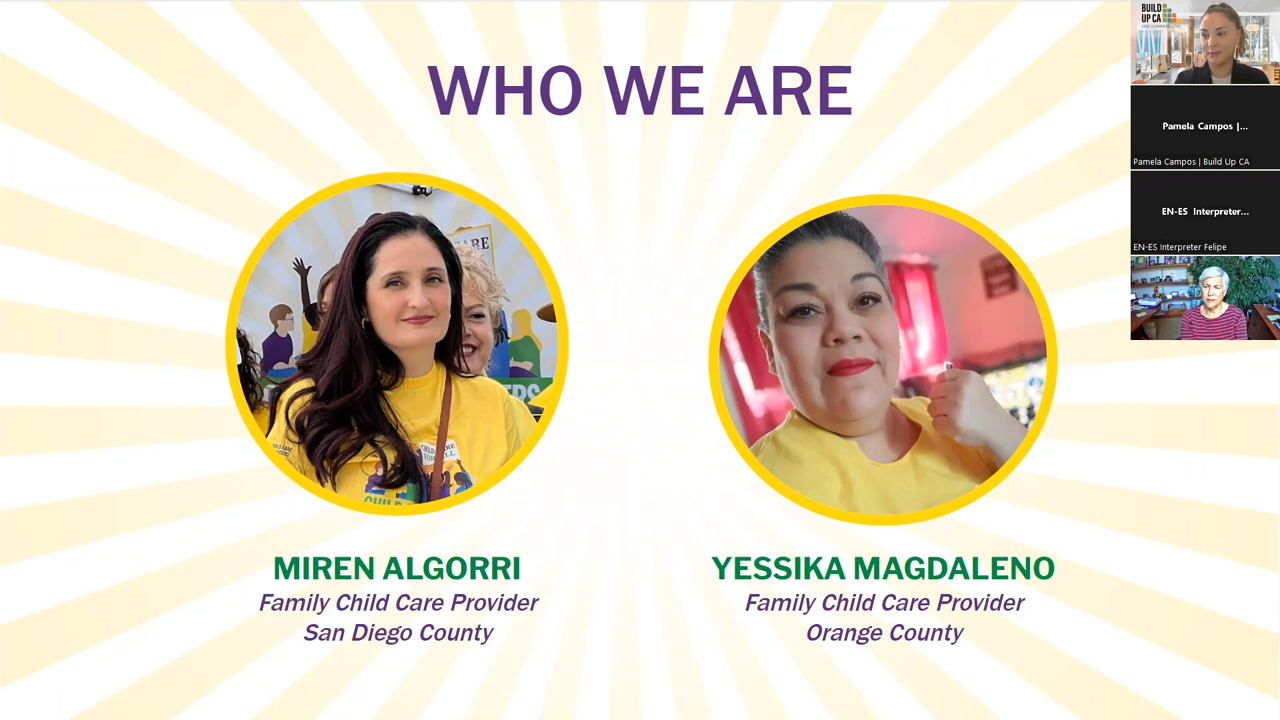 WHO WE ARE
MIREN ALGORRI
Family Child Care Provider
San Diego County
YESSIKA MAGDALENO
Family Child Care Provider
Orange County
BUILD
UP CA
Pamela Campos |...
Pamela Campos | Build Up CA
EN-ES Interpreter...
EN-ES Interpreter Felipe